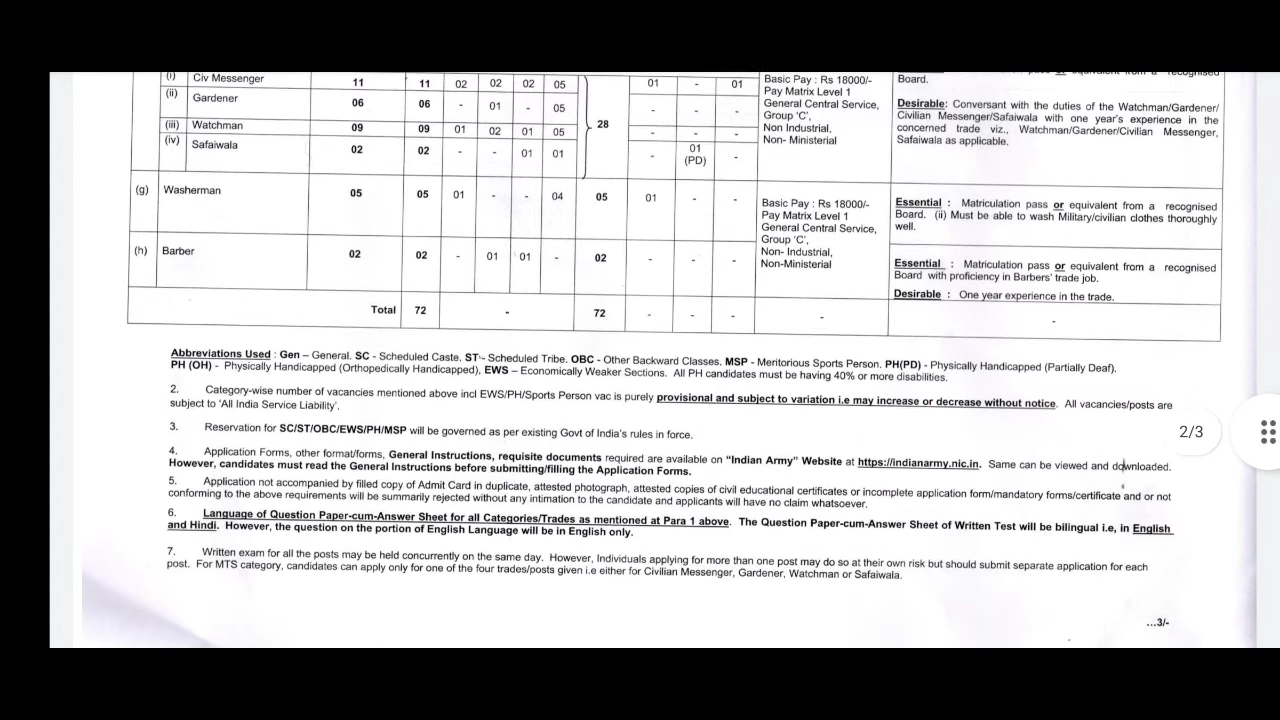 (i) Civ Messenger 11 11 02 02 02 05 01 - 01 Basic Pay : Rs 18000/- Board.
(ii) Gardener 06 06 - 01 - 05 - - - Pay Matrix Level 1
General Central Service, Desirable: Conversant with the duties of the Watchman/Gardener/
Group 'C', Civilian Messenger/Safaiwala with one year's experience in the
(iii) Watchman 09 09 01 02 01 05 28 - - - Non Industrial, concerned trade viz., Watchman/Gardener/Civilian Messenger,
(iv) Safaiwala 02 02 - - 01 01 - 01 - Non- Ministerial Safaiwala as applicable.
(PD)
(g) Washerman 05 05 01 - - 04 05 01 - - Basic Pay : Rs 18000/- Essential : Matriculation pass or equivalent from a recognised
Pay Matrix Level 1 Board. (ii) Must be able to wash Military/civilian clothes thoroughly
General Central Service, well.
Group 'C',
(h) Barber 02 02 - 01 01 - 02 - - - Non- Industrial, Essential : Matriculation pass or equivalent from a recognised
Non-Ministerial Board with proficiency in Barbers' trade job.
Desirable : One year experience in the trade.
Total 72 - 72 - - - - -
Abbreviations Used : Gen – General, SC - Scheduled Caste, ST - Scheduled Tribe, OBC - Other Backward Classes, MSP - Meritorious Sports Person, PH(PD) - Physically Handicapped (Partially Deaf).
PH (OH) - Physically Handicapped (Orthopedically Handicapped), EWS – Economically Weaker Sections. All PH candidates must be having 40% or more disabilities.
2. Category-wise number of vacancies mentioned above incl EWS/PH/Sports Person vac is purely provisional and subject to variation i.e may increase or decrease without notice. All vacancies/posts are
subject to 'All India Service Liability'.
3. Reservation for SC/ST/OBC/EWS/PH/MSP will be governed as per existing Govt of India's rules in force.
2/3
4. Application Forms, other format/forms, General Instructions, requisite documents required are available on "Indian Army" Website at https://indianarmy.nic.in. Same can be viewed and downloaded.
However, candidates must read the General Instructions before submitting/filling the Application Forms.
5. Application not accompanied by filled copy of Admit Card in duplicate, attested photograph, attested copies of civil educational certificates or incomplete application form/mandatory forms/certificate and or not
conforming to the above requirements will be summarily rejected without any intimation to the candidate and applicants will have no claim whatsoever.
6. Language of Question Paper-cum-Answer Sheet for all Categories/Trades as mentioned at Para 1 above. The Question Paper-cum-Answer Sheet of Written Test will be bilingual i.e, in English
and Hindi. However, the question on the portion of English Language will be in English only.
7. Written exam for all the posts may be held concurrently on the same day. However, Individuals applying for more than one post may do so at their own risk but should submit separate application for each
post. For MTS category, candidates can apply only for one of the four trades/posts given i.e either for Civilian Messenger, Gardener, Watchman or Safaiwala.
...3/-